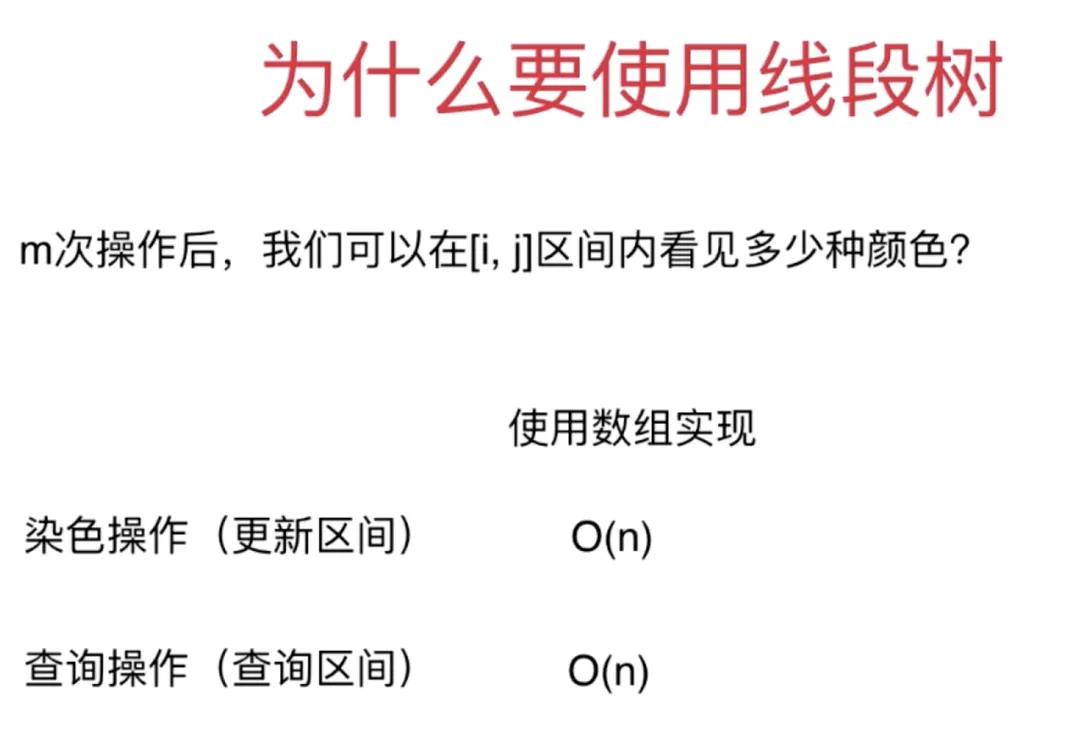 为什么要使用线段树
m次操作后，我们可以在[i, j]区间内看见多少种颜色？
使用数组实现
染色操作（更新区间） O(n)
查询操作（查询区间） O(n)